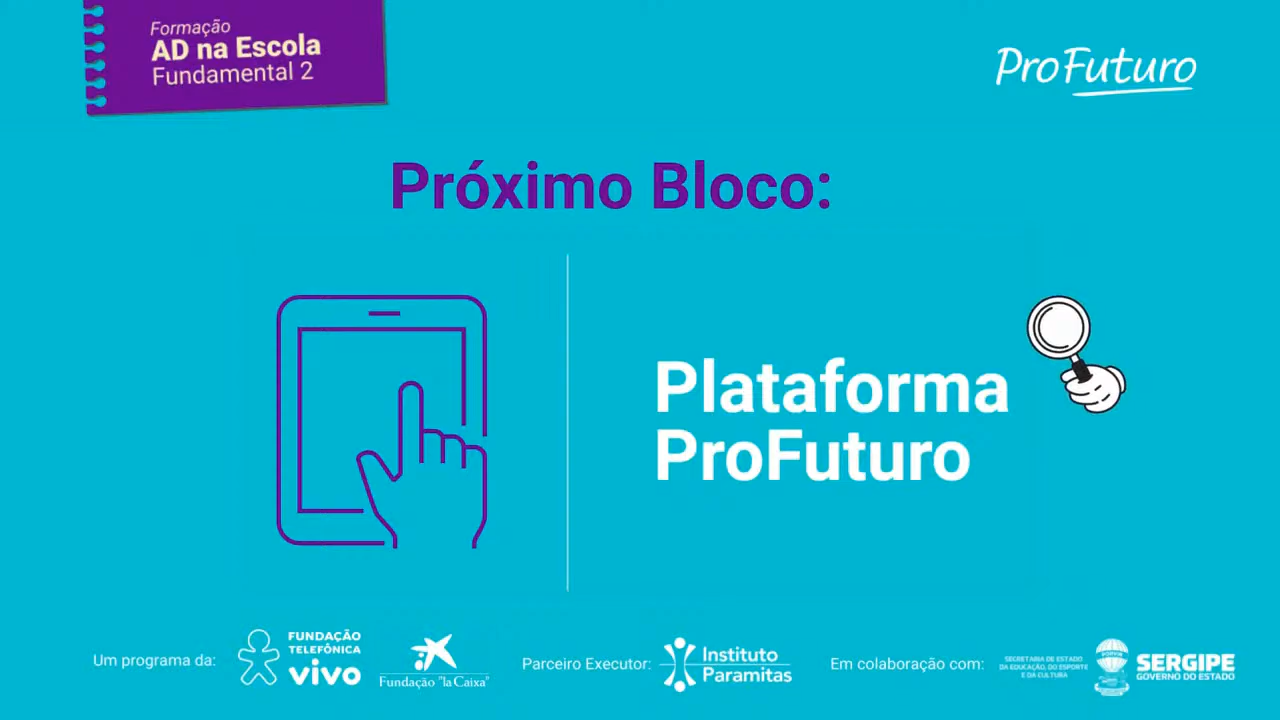 Formação
AD na Escola
Fundamental 2
ProFuturo
Próximo Bloco:
Plataforma
ProFuturo
Um programa da:
FUNDAÇÃO
TELEFÔNICA
vivo
Fundação "la Caixa"
Parceiro Executor:
Instituto
Paramitas
Em colaboração com:
SECRETARIA DE ESTADO
DA EDUCAÇÃO, DO ESPORTE
E DA CULTURA
SERGIPE
GOVERNO DO ESTADO